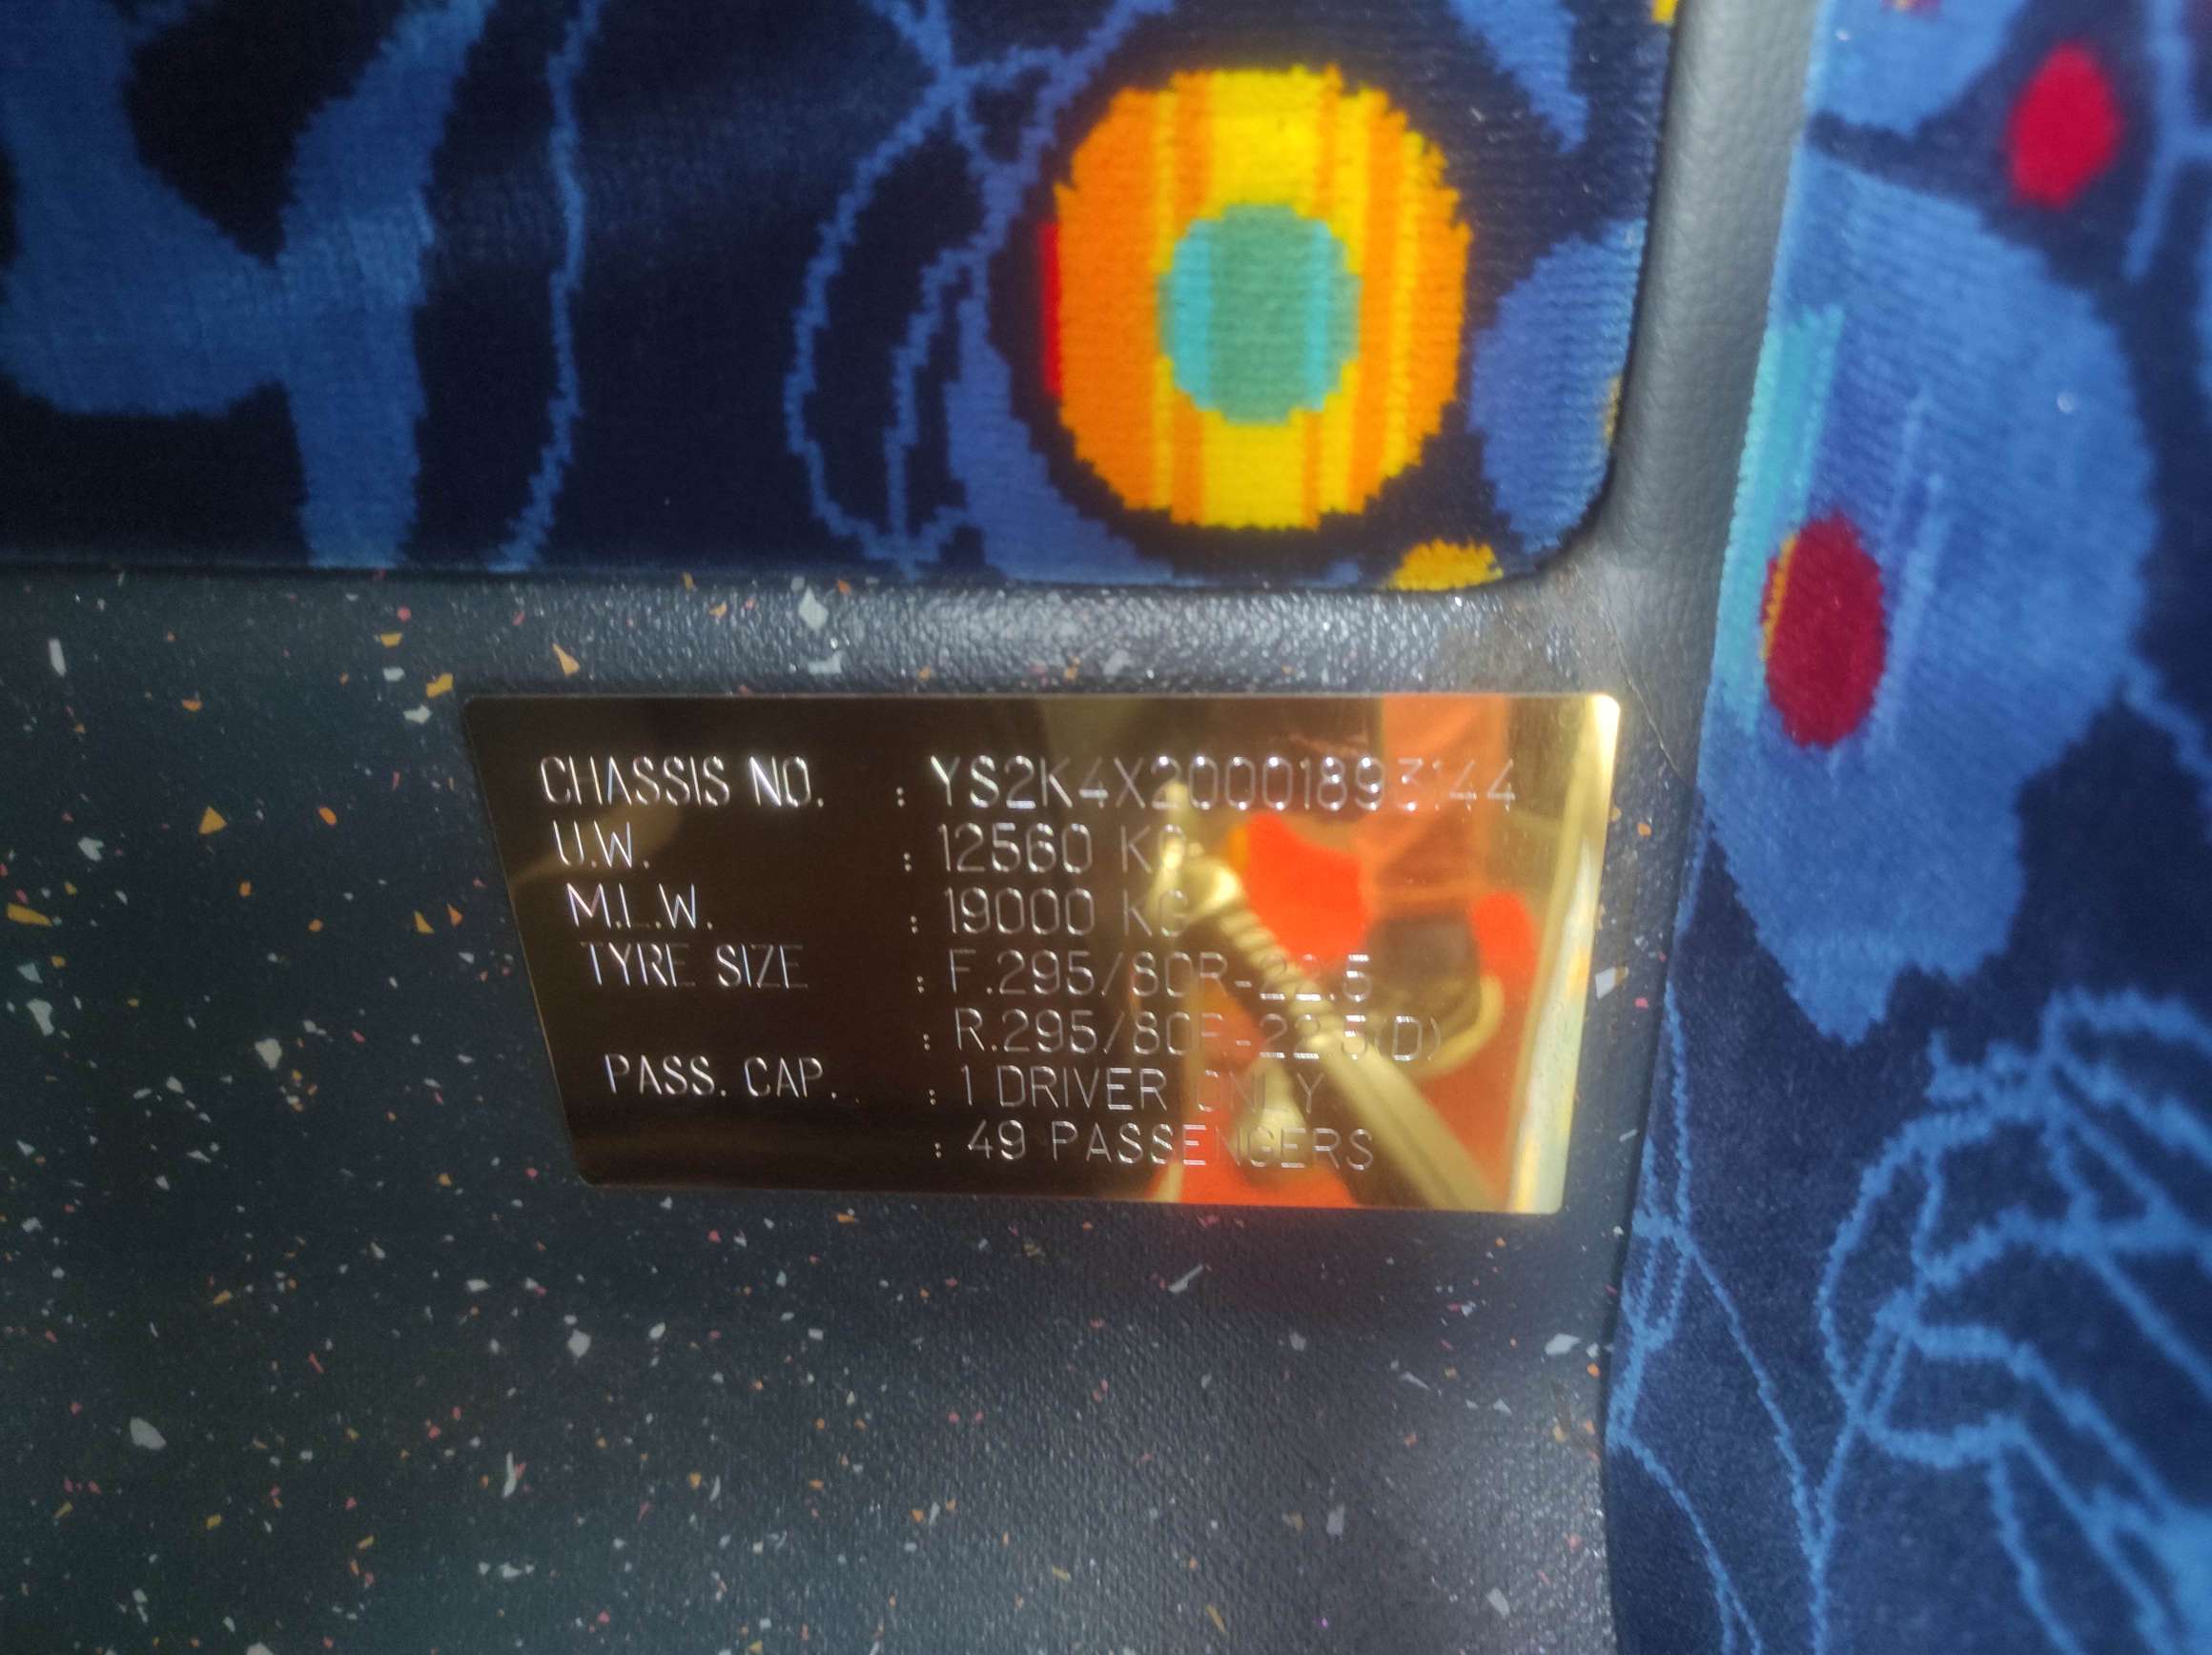 CHASSIS NO. : YS2K4X20001893144
U.W. : 12560 KG
M.L.W. : 19000 KG
TYRE SIZE : F.295/80R-22.5
: R.295/80R-22.5(D)
PASS. CAP. : 1 DRIVER ONLY
: 49 PASSENGERS